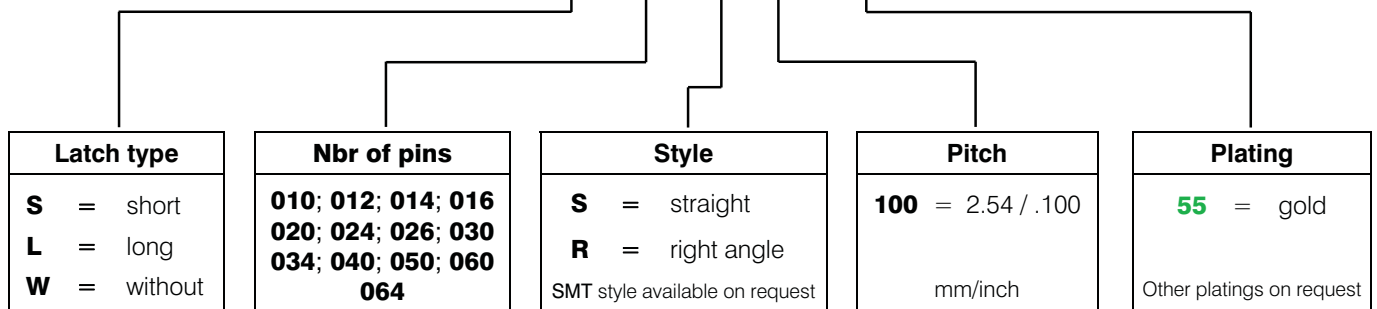 Latch type
S = short
L = long
W = without
Nbr of pins
010; 012; 014; 016
020; 024; 026; 030
034; 040; 050; 060
064
Style
S = straight
R = right angle
SMT style available on request
Pitch
100 = 2.54 / .100
mm/inch
Plating
55 = gold
Other platings on request